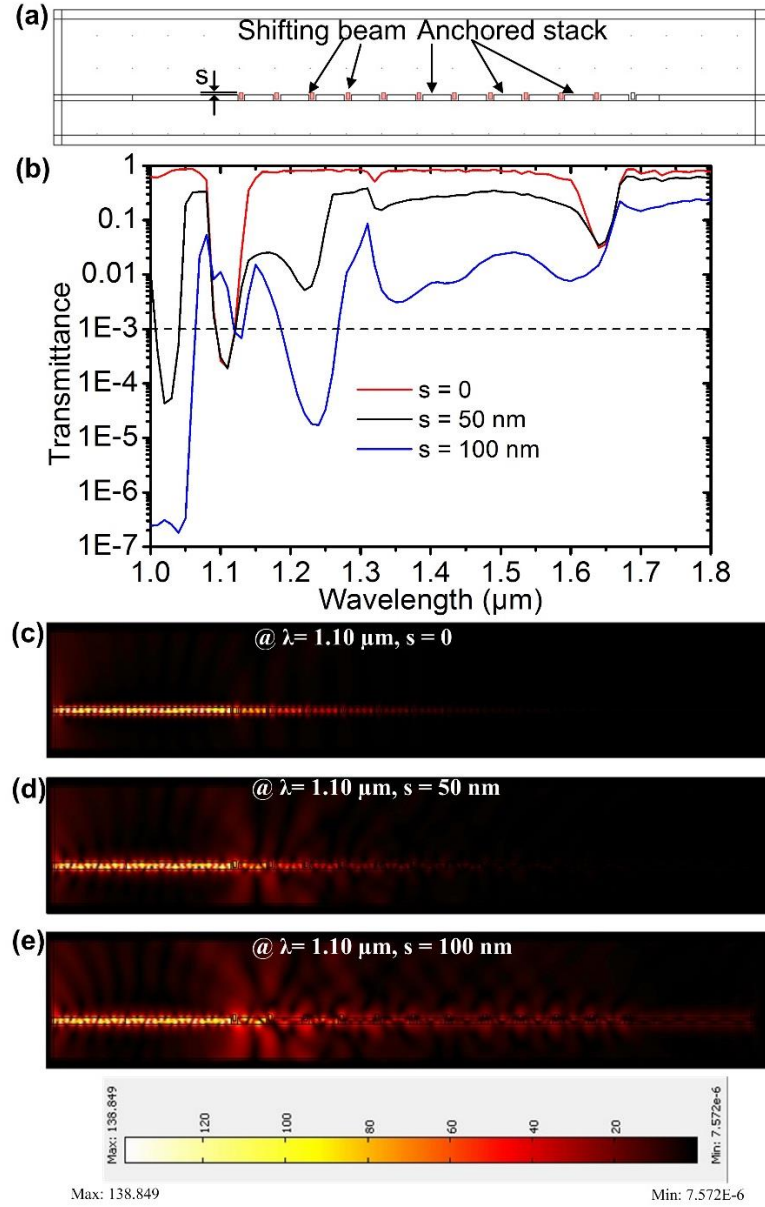 (a)
Shifting beam Anchored stack
s
(b)
1
0.1
0.01
1E-3
1E-4
1E-5
1E-6
1E-7
Transmittance
s = 0
s = 50 nm
s = 100 nm
1.0 1.1 1.2 1.3 1.4 1.5 1.6 1.7 1.8
Wavelength (μm)
(c)
@ λ= 1.10 μm, s = 0
(d)
@ λ= 1.10 μm, s = 50 nm
(e)
@ λ= 1.10 μm, s = 100 nm
Max: 138.849
120 100 80 60 40 20
Min: 7.572e-6
Max: 138.849 Min: 7.572E-6